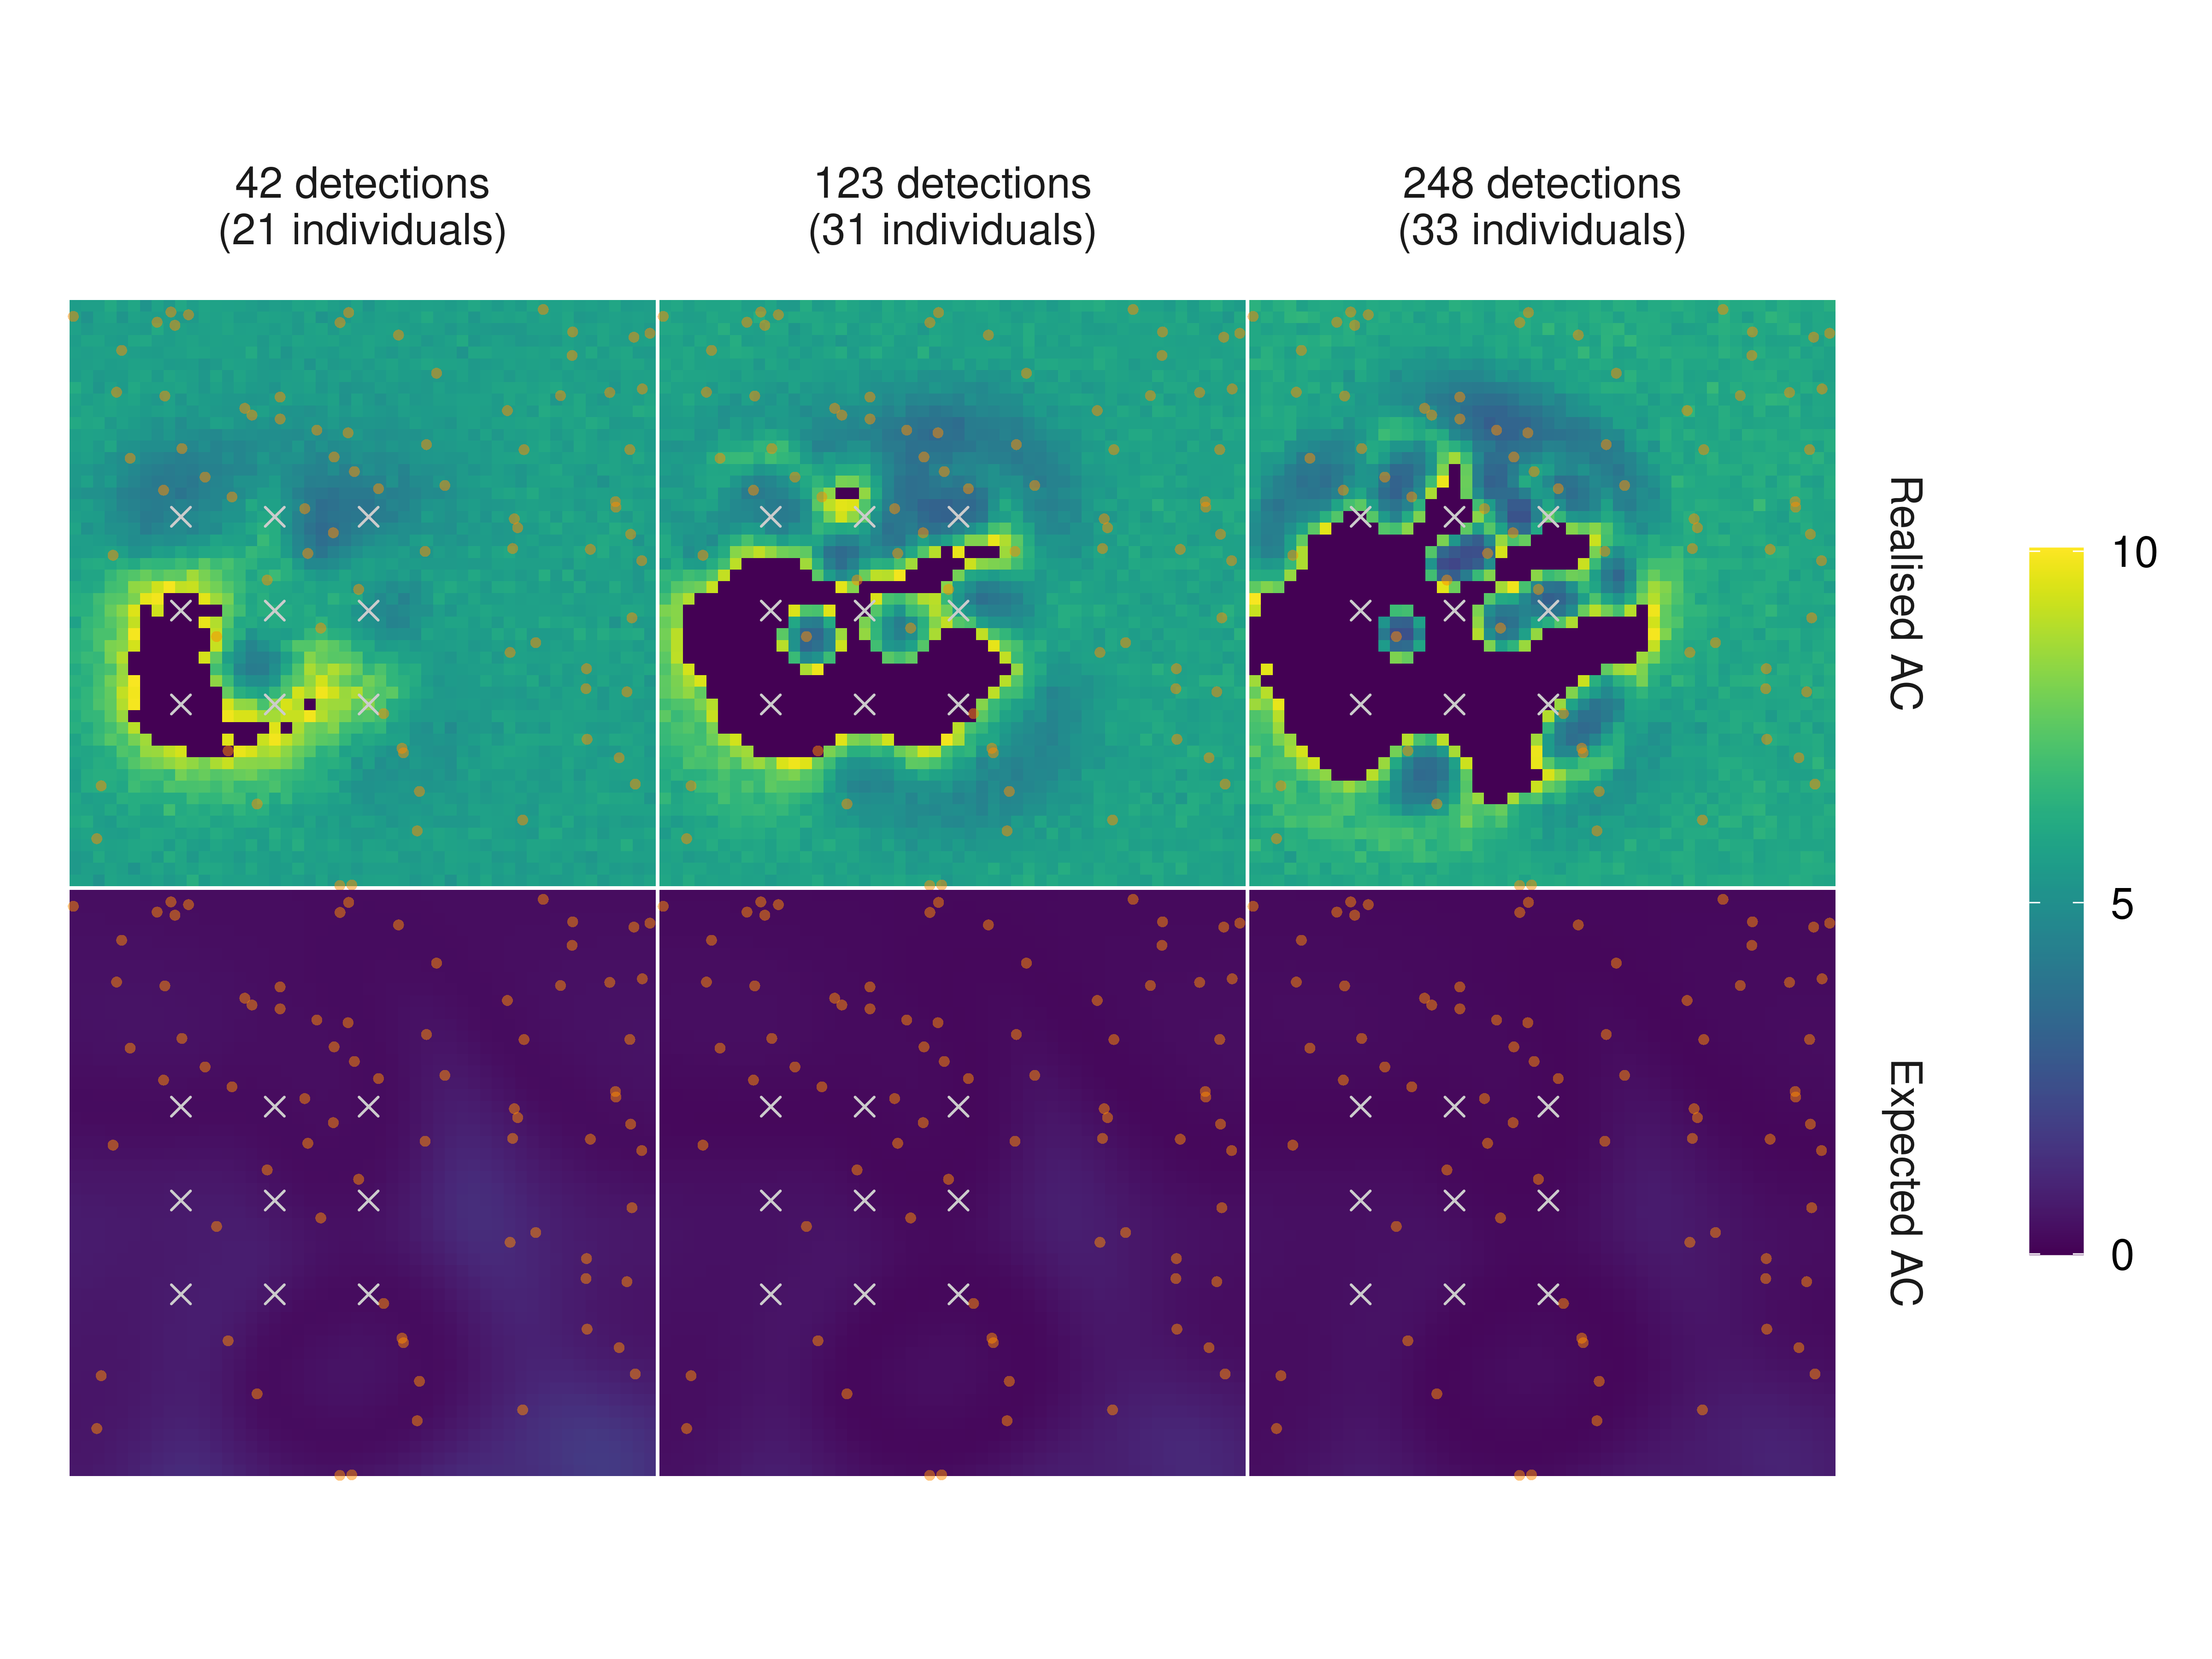 42 detections
(21 individuals)
123 detections
(31 individuals)
248 detections
(33 individuals)
Realised AC
Expected AC
10
5
0